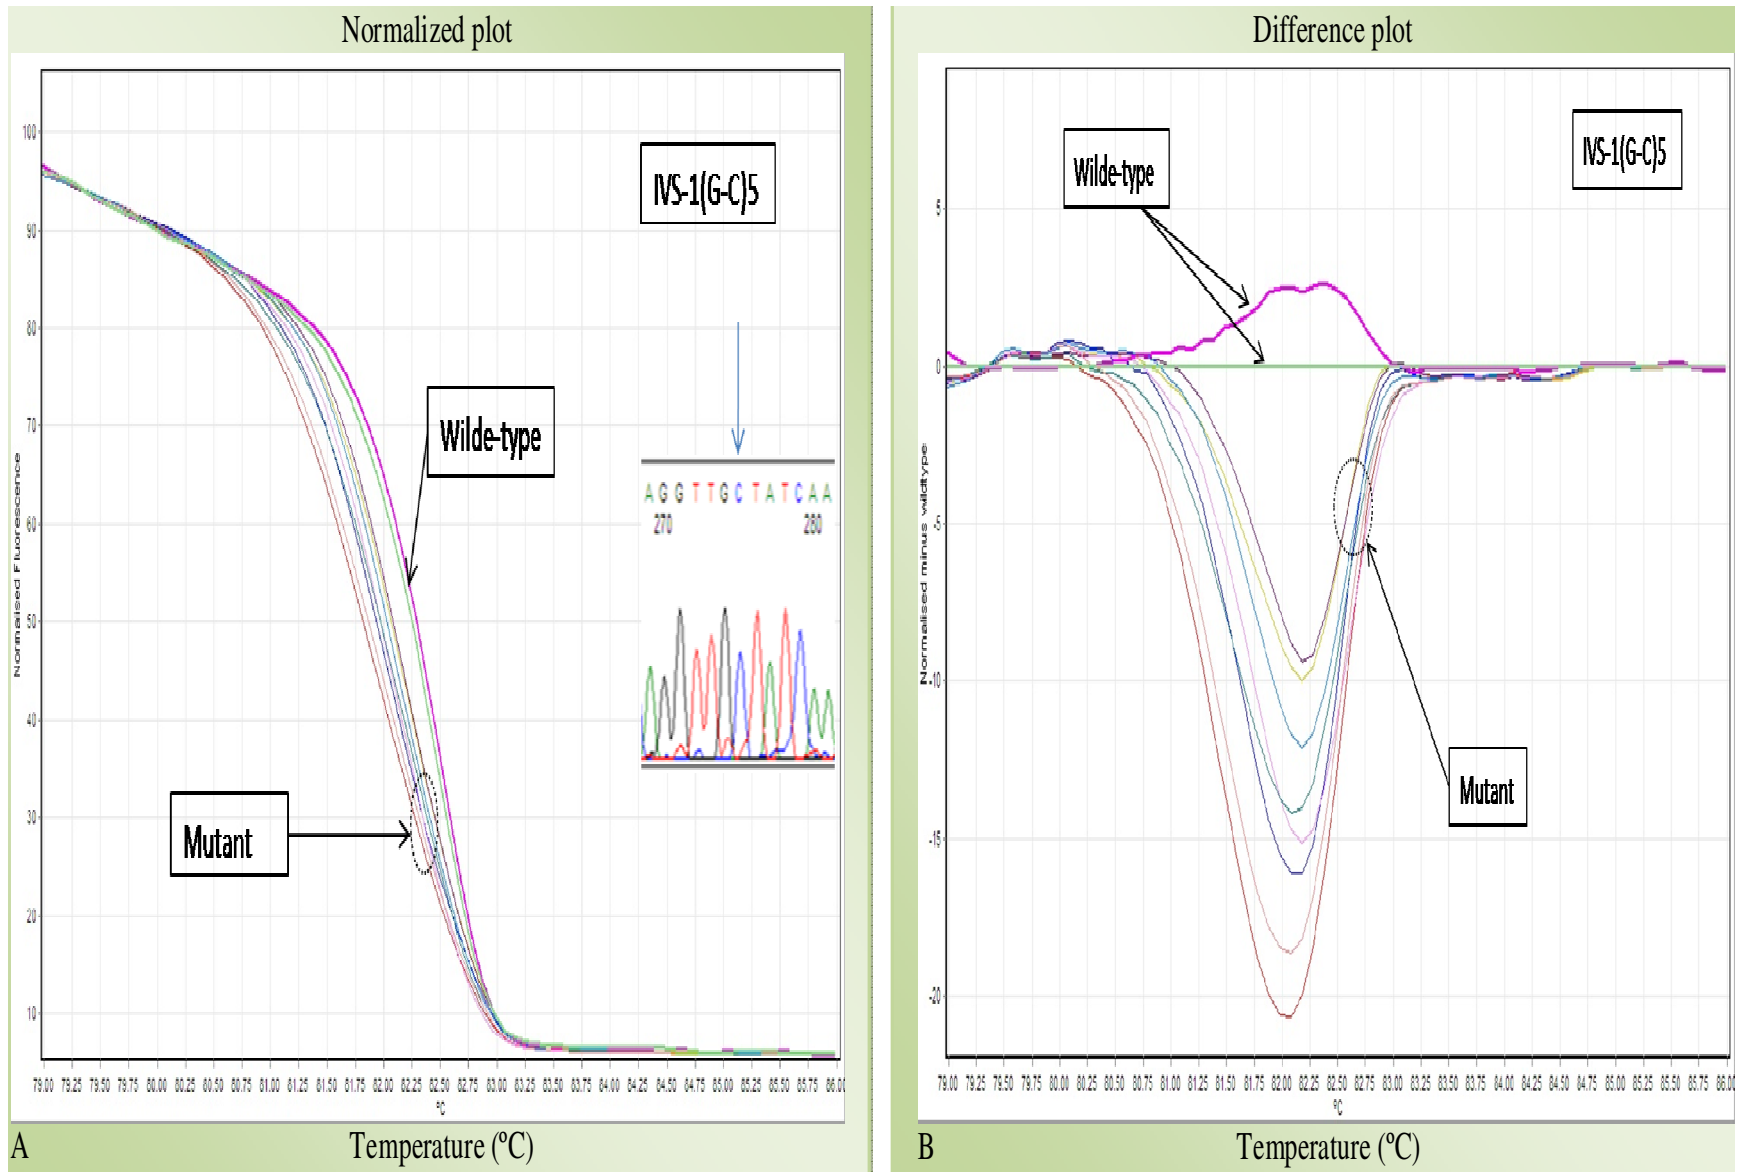 Normalized plot
100
90
80
70
60
50
40
30
20
10
Normalised Fluorescence
IVS-1(G-C)5
Wilde-type
Mutant
AGGTTGCTATCAA
270 280
79.00 79.25 79.50 79.75 80.00 80.25 80.50 80.75 81.00 81.25 81.50 81.75 82.00 82.25 82.50 82.75 83.00 83.25 83.50 83.75 84.00 84.25 84.50 84.75 85.00 85.25 85.50 85.75 86.00
ºC
A Temperature (ºC)
Difference plot
5
0
-5
-10
-15
-20
Normalised minus wildtype
Wilde-type
IVS-1(G-C)5
Mutant
79.00 79.25 79.50 79.75 80.00 80.25 80.50 80.75 81.00 81.25 81.50 81.75 82.00 82.25 82.50 82.75 83.00 83.25 83.50 83.75 84.00 84.25 84.50 84.75 85.00 85.25 85.50 85.75 86.00
ºC
B Temperature (ºC)